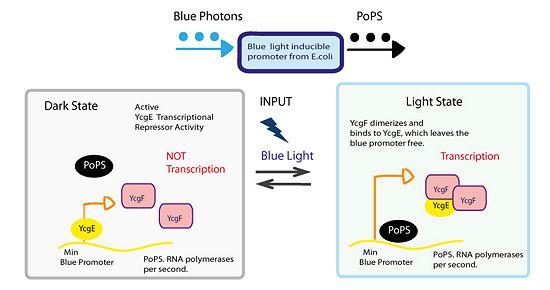 Blue Photons
PoPS
Blue light inducible
promoter from E.coli
Dark State
Active
YcgE Transcriptional
Repressor Activity
NOT
Transcription
PoPS
YcgF
YcgF
YcgE
Min
Blue Promoter
PoPS. RNA polymerases
per second.
INPUT
Blue Light
Light State
YcgF dimerizes and
binds to YcgE, which leaves the
blue promoter free.
Transcription
YcgF
YcgF
YcgE
PoPS
Min
Blue Promoter
PoPS. RNA polymerases
per second.